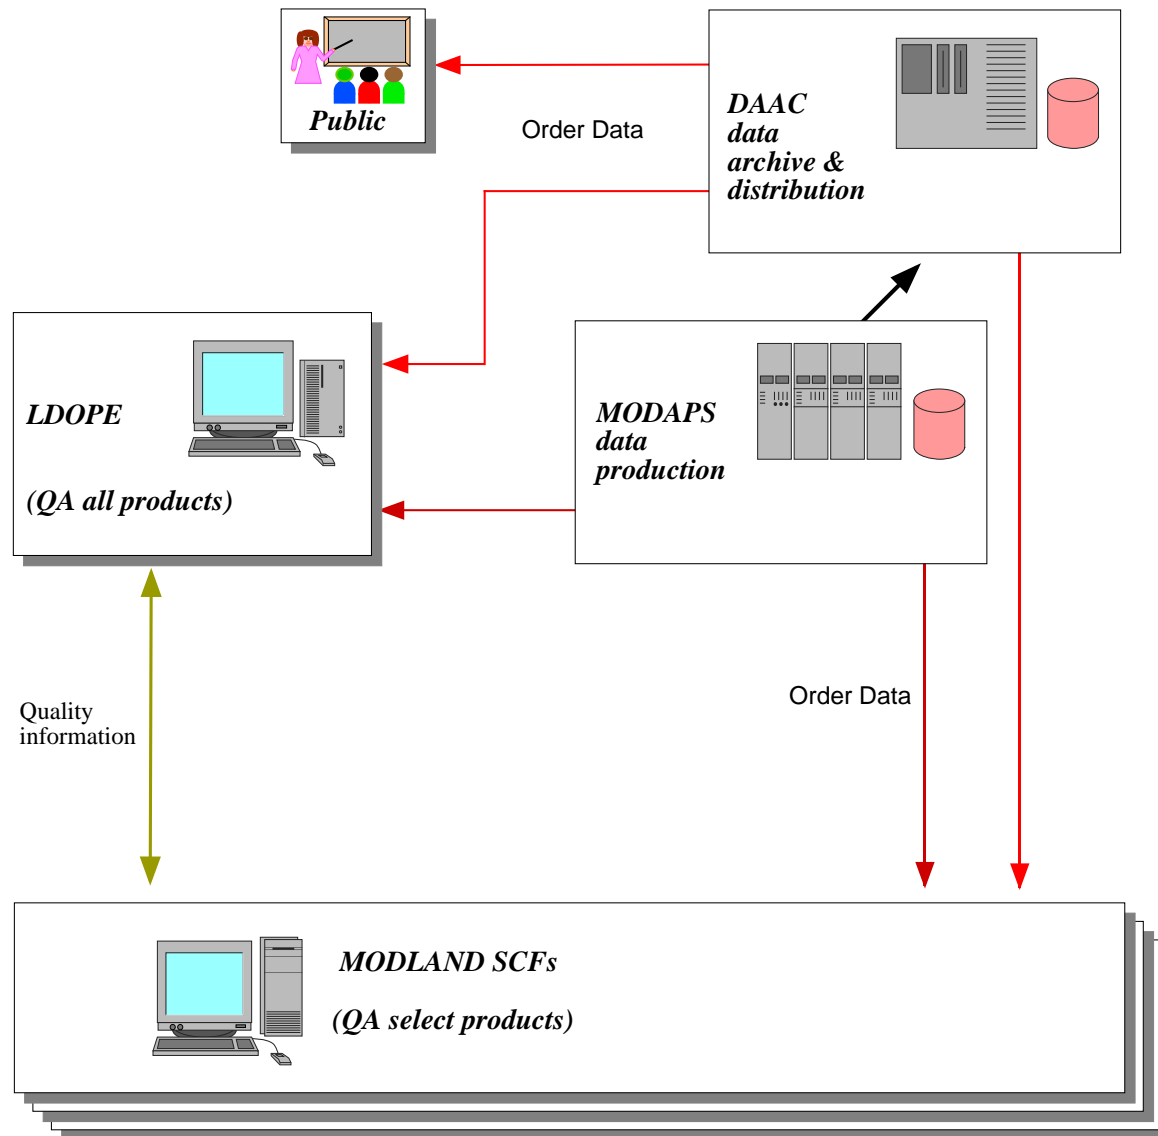 Public
Order Data
DAAC
data
archive &
distribution
LDOPE
(QA all products)
MODAPS
data
production
Quality
information
Order Data
MODLAND SCFs
(QA select products)